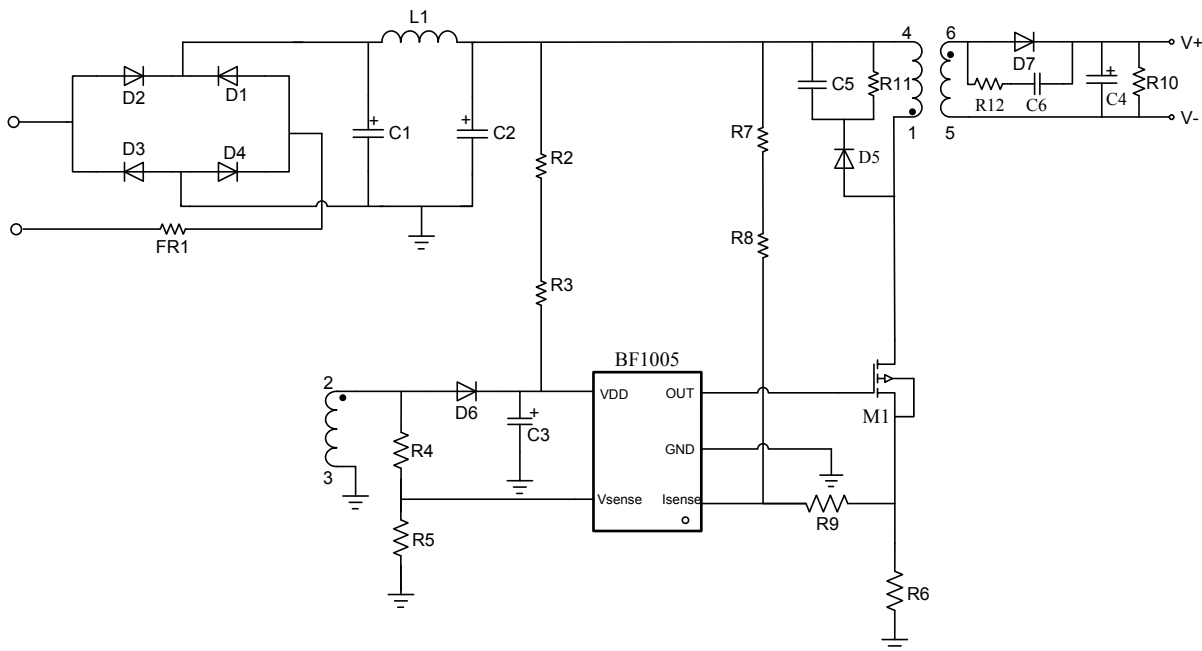 L1
4
6
V+
D2
D1
C5
R11
D7
R12
C6
C4
R10
1
5
V-
C1
C2
R7
D3
D4
R2
D5
FR1
R8
R3
BF1005
2
D6
VDD
OUT
M1
C3
R4
3
GND
Vsense
Isense
R5
R9
R6